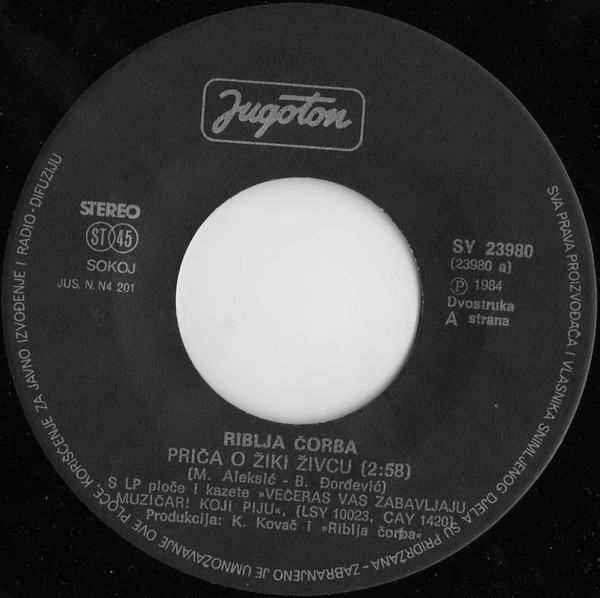 Jugoton
STEREO
ST 45
SOKOJ
JUS. N. N4 201
SY 23980
(23980 a)
Ⓟ 1984
Dvostruka
A strana
RIBLJA ČORBA
PRIČA O ŽIKI ŽIVCU (2:58)
(M. Aleksić - B. Đorđević)
S LP ploče i kazete »VEČERAS VAS ZABAVLJAJU
MUZIČARI KOJI PIJU«, (LSY 10023, CAY 1420)
Produkcija: K. Kovač i »Riblja čorba«
SVA PRAVA PROIZVOĐAČA I VLASNIKA SNIMLJENOG DJELA SU PRIDRŽANA - ZABRANJENO JE UMNOŽAVANJE OVE PLOČE, KORIŠĆENJE ZA JAVNO IZVOĐENJE I RADIO-DIFUZIJU